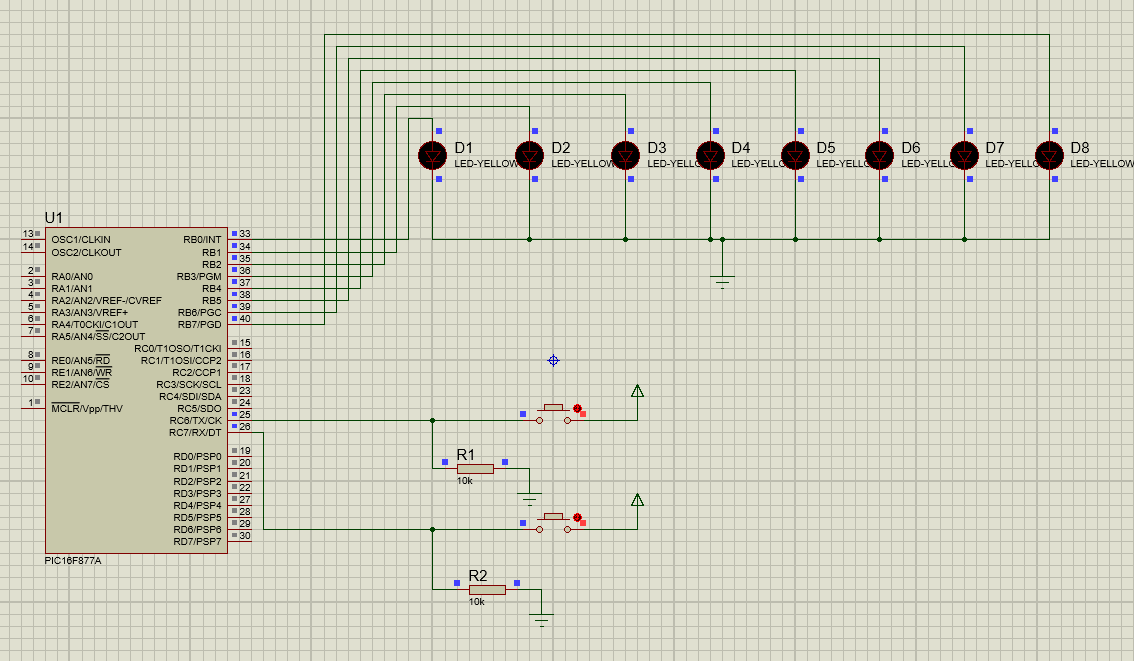 D1
LED-YELLOW
D2
LED-YELLOW
D3
LED-YELLO
D4
LED-YELLO
D5
LED-YELLO
D6
LED-YELLO
D7
LED-YELLO
D8
LED-YELLOW
U1
13
OSC1/CLKIN
14
OSC2/CLKOUT
2
RA0/AN0
3
RA1/AN1
4
RA2/AN2/VREF-/CVREF
5
RA3/AN3/VREF+
6
RA4/T0CKI/C1OUT
7
RA5/AN4/SS/C2OUT
8
RE0/AN5/RD
9
RE1/AN6/WR
10
RE2/AN7/CS
1
MCLR/Vpp/THV
RB0/INT
33
RB1
34
RB2
35
RB3/PGM
36
RB4
37
RB5
38
RB6/PGC
39
RB7/PGD
40
RC0/T1OSO/T1CKI
15
RC1/T1OSI/CCP2
16
RC2/CCP1
17
RC3/SCK/SCL
18
RC4/SDI/SDA
23
RC5/SDO
24
RC6/TX/CK
25
RC7/RX/DT
26
RD0/PSP0
19
RD1/PSP1
20
RD2/PSP2
21
RD3/PSP3
22
RD4/PSP4
27
RD5/PSP5
28
RD6/PSP6
29
RD7/PSP7
30
PIC16F877A
R1
10k
R2
10k